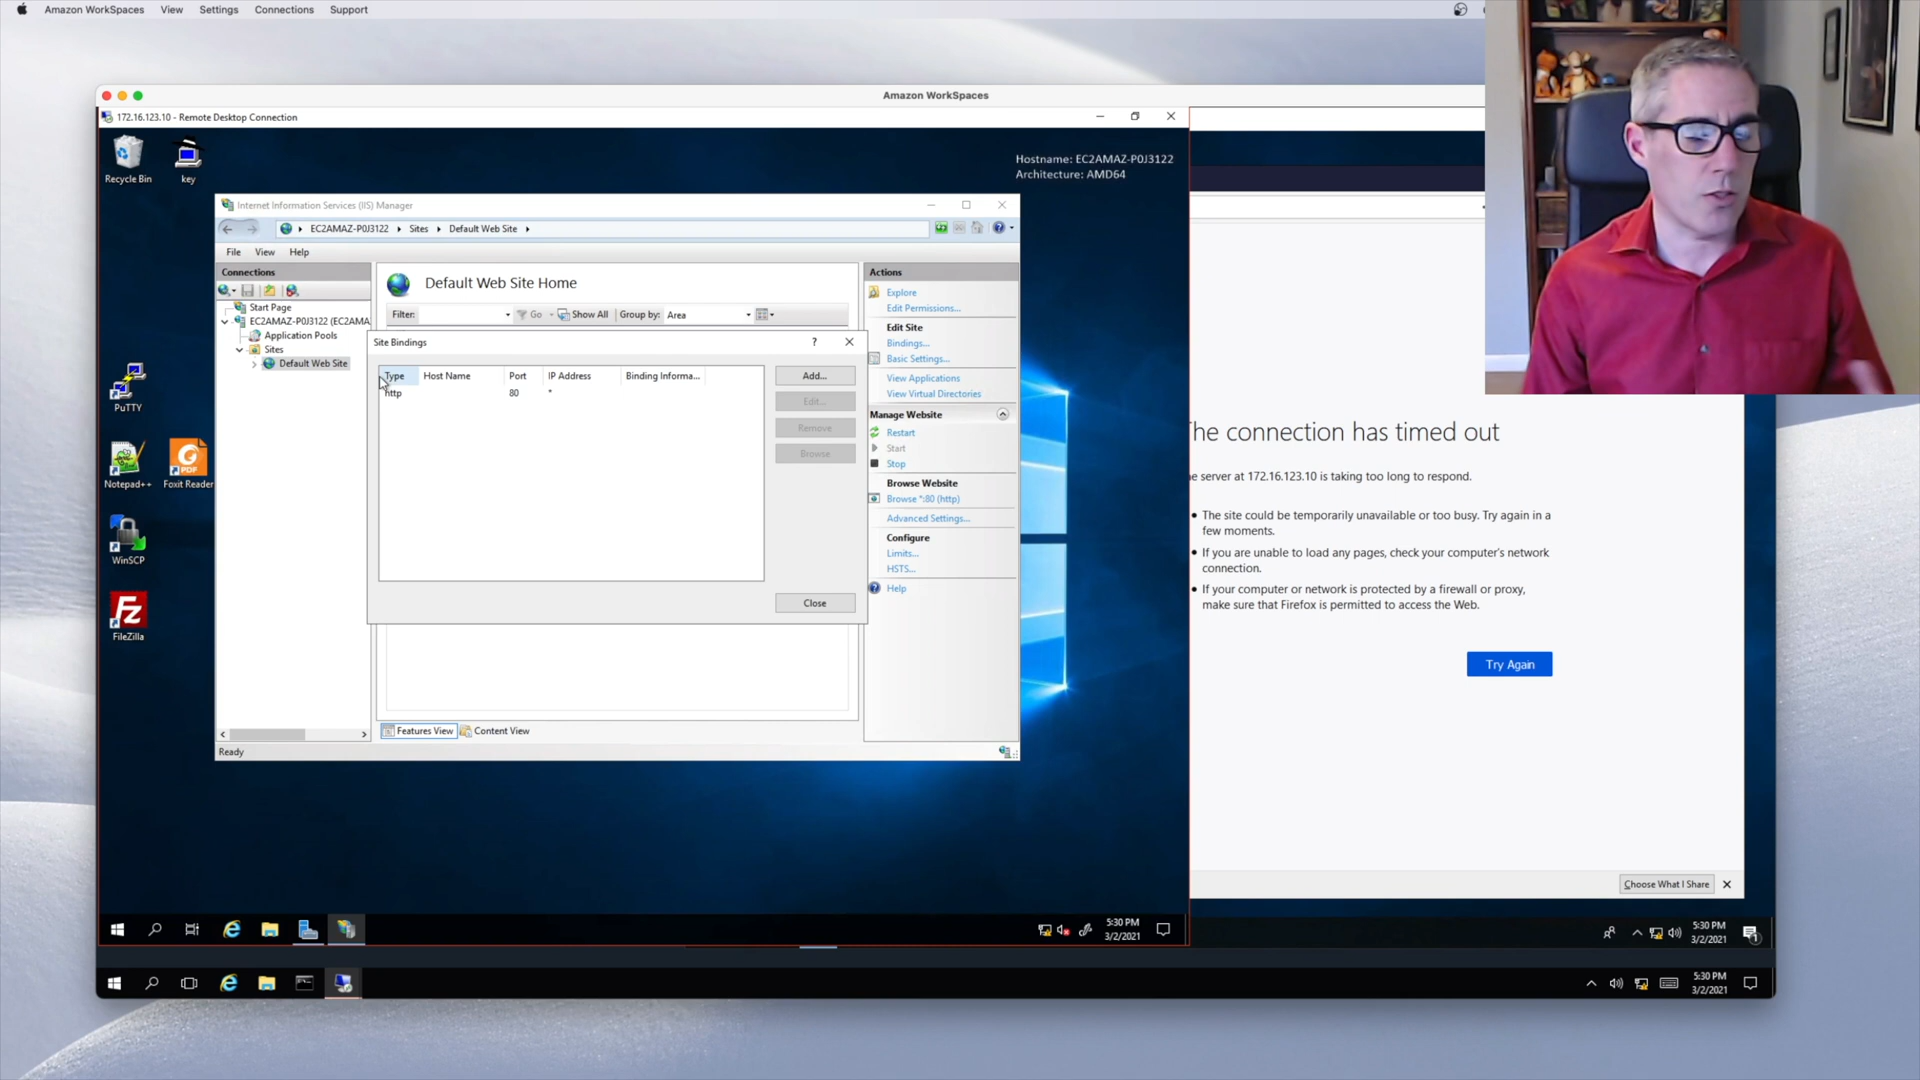 Amazon WorkSpaces View Settings Connections Support
Amazon WorkSpaces
172.16.123.10 - Remote Desktop Connection
Recycle Bin
key
Hostname: EC2AMAZ-P0J3122
Architecture: AMD64
Internet Information Services (IIS) Manager
EC2AMAZ-P0J3122 Sites Default Web Site
File View Help
Connections
Start Page
EC2AMAZ-P0J3122 (EC2AMA
Application Pools
Sites
Default Web Site
Default Web Site Home
Filter: Go Show All Group by: Area
Site Bindings
Type Host Name Port IP Address Binding Informa...
http 80 *
Add...
Edit...
Remove
Browse
Close
Actions
Explore
Edit Permissions...
Edit Site
Bindings...
Basic Settings...
View Applications
View Virtual Directories
Manage Website
Restart
Start
Stop
Browse Website
Browse *:80 (http)
Advanced Settings...
Configure
Limits...
HSTS...
Help
Features View Content View
Ready
PuTTY
Notepad++
Foxit Reader
PDF
WinSCP
FileZilla
he connection has timed out
e server at 172.16.123.10 is taking too long to respond.
The site could be temporarily unavailable or too busy. Try again in a
few moments.
If you are unable to load any pages, check your computer's network
connection.
If your computer or network is protected by a firewall or proxy,
make sure that Firefox is permitted to access the Web.
Try Again
Choose What I Share
5:30 PM
3/2/2021
5:30 PM
3/2/2021
1
5:30 PM
3/2/2021